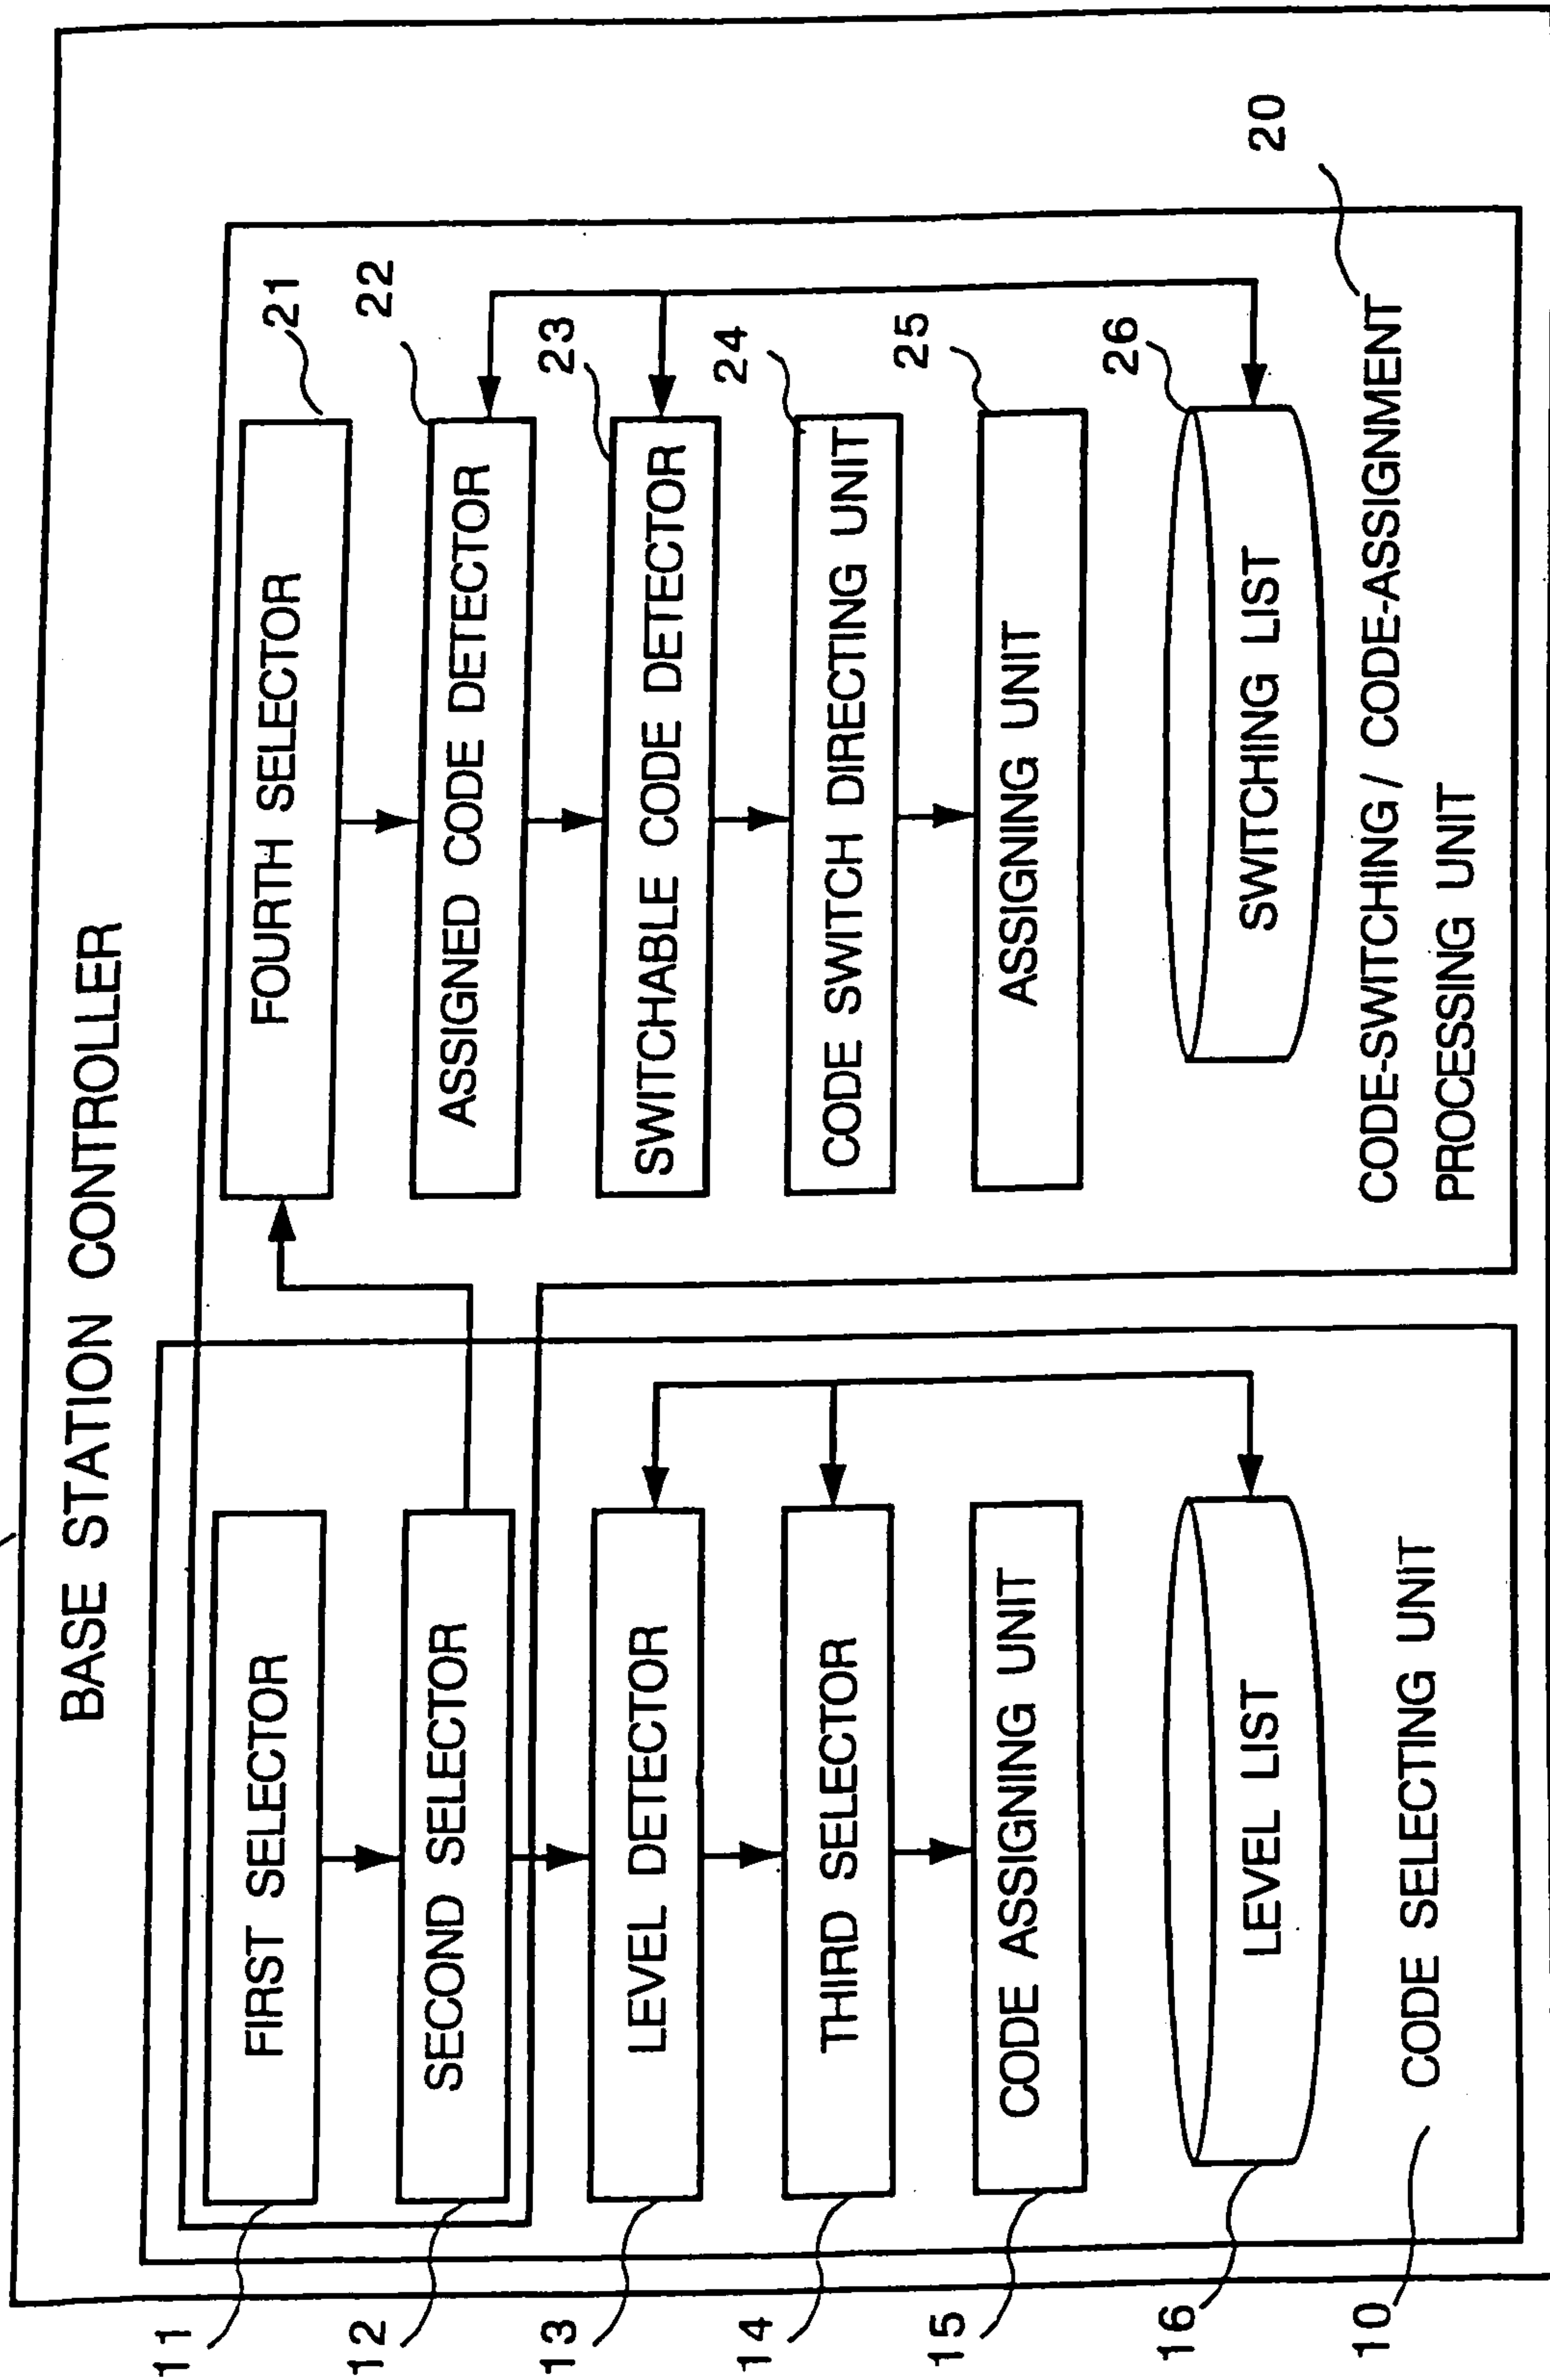 BASE STATION CONTROLLER
11
FIRST SELECTOR
12
SECOND SELECTOR
13
LEVEL DETECTOR
14
THIRD SELECTOR
15
CODE ASSIGNING UNIT
16
LEVEL LIST
10
CODE SELECTING UNIT
FOURTH SELECTOR
21
ASSIGNED CODE DETECTOR
22
SWITCHABLE CODE DETECTOR
23
CODE SWITCH DIRECTING UNIT
24
ASSIGNING UNIT
25
SWITCHING LIST
26
CODE-SWITCHING / CODE-ASSIGNMENT
PROCESSING UNIT
20